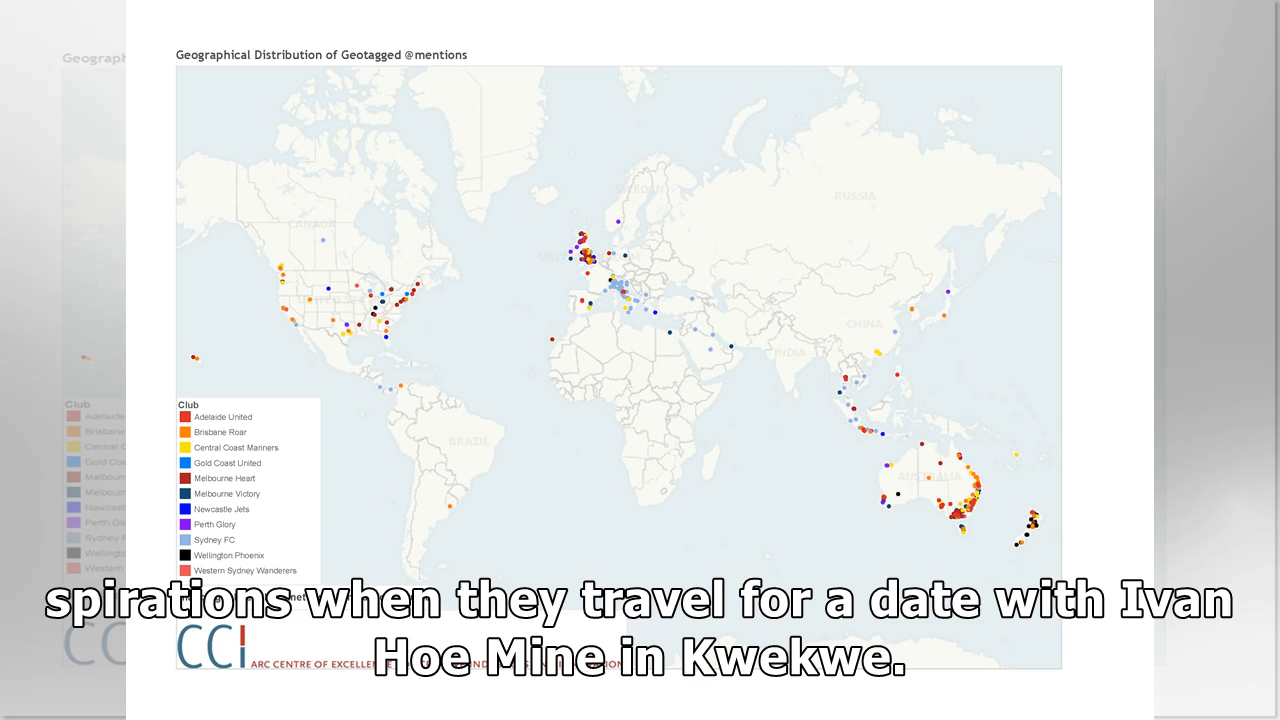 Geographical Distribution of Geotagged @mentions
SWEDEN
RUSSIA
CANADA
CHINA
INDIA
BRAZIL
AUSTRALIA
Club
Adelaide United
Brisbane Roar
Central Coast Mariners
Gold Coast United
Melbourne Heart
Melbourne Victory
Newcastle Jets
Perth Glory
Sydney FC
Wellington Phoenix
Western Sydney Wanderers
spirations when they travel for a date with Ivan
Hoe Mine in Kwekwe.
CCI ARC CENTRE OF EXCELLENCE